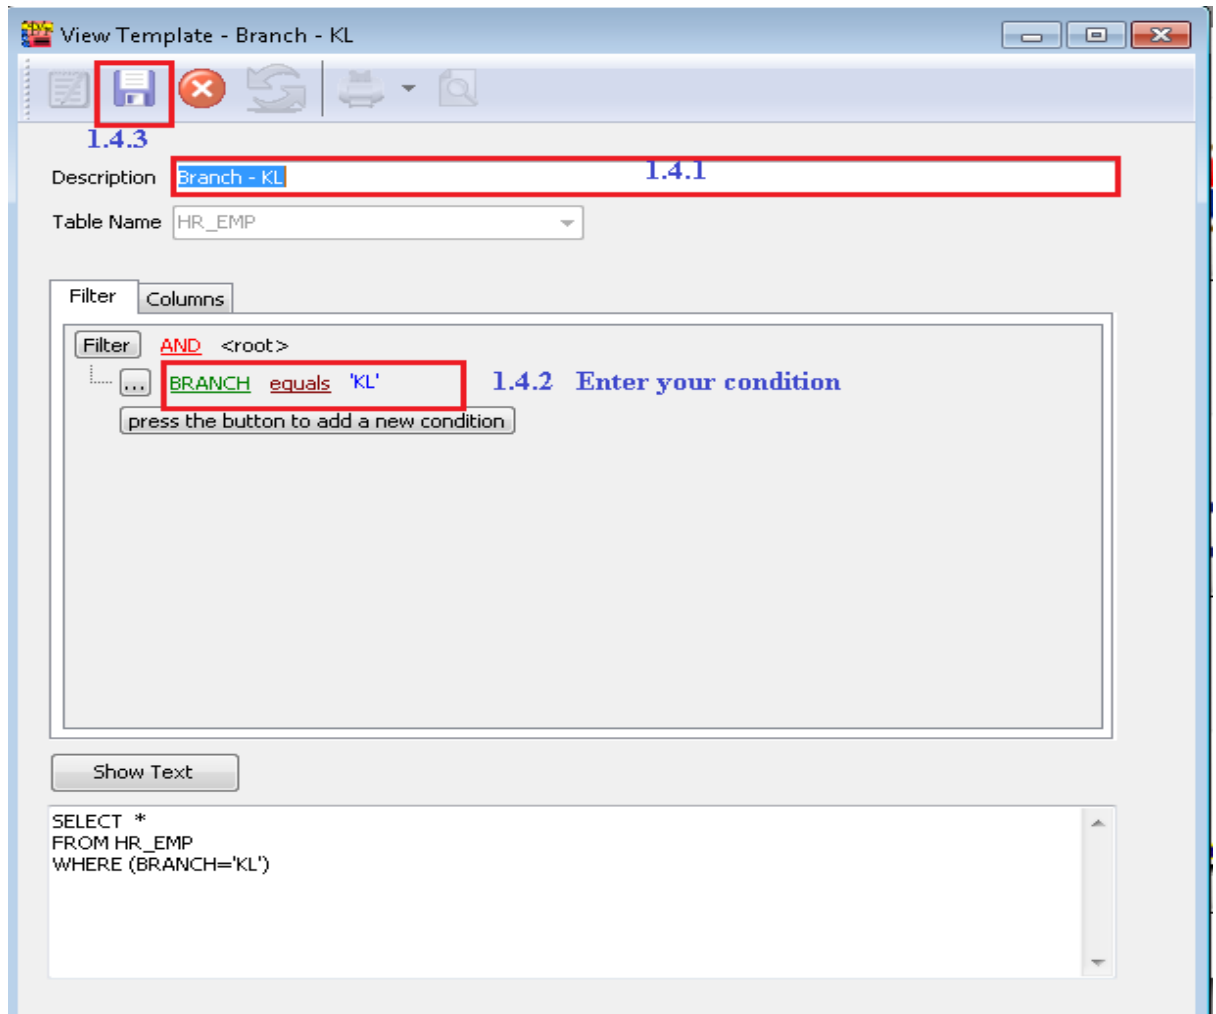 View Template - Branch - KL
1.4.3
Description Branch - KL 1.4.1
Table Name HR_EMP
Filter Columns
Filter AND <root>
... BRANCH equals 'KL' 1.4.2 Enter your condition
press the button to add a new condition
Show Text
SELECT *
FROM HR_EMP
WHERE (BRANCH='KL')